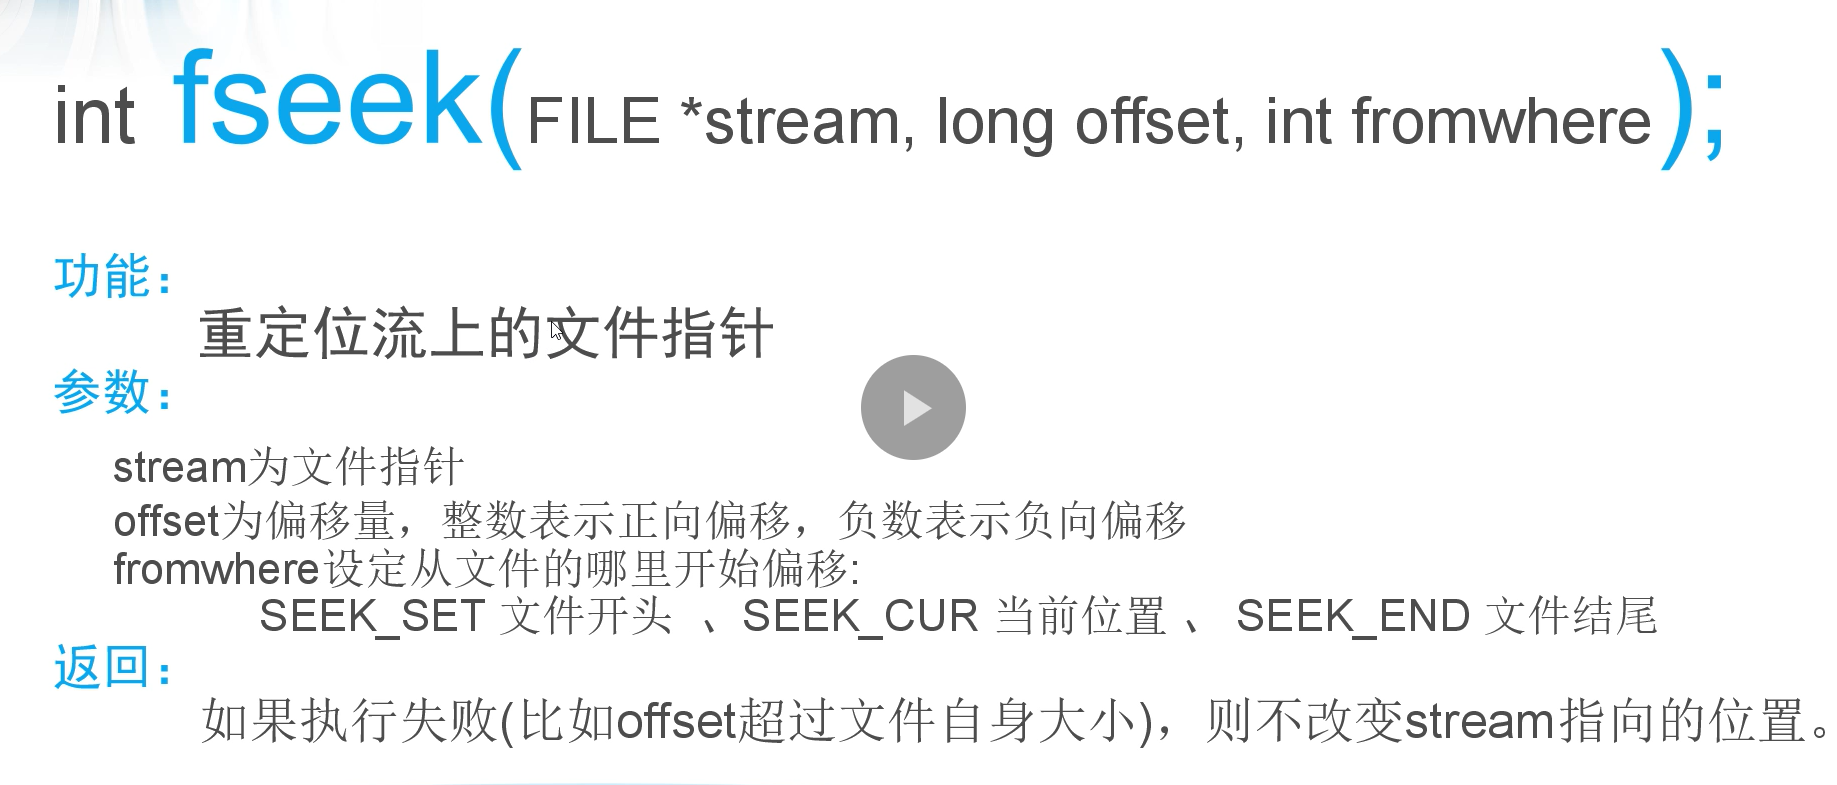 int fseek(FILE *stream, long offset, int fromwhere);
功能：
重定位流上的文件指针
参数：
stream为文件指针
offset为偏移量，整数表示正向偏移，负数表示负向偏移
fromwhere设定从文件的哪里开始偏移:
SEEK_SET 文件开头 、SEEK_CUR 当前位置 、 SEEK_END 文件结尾
返回：
如果执行失败(比如offset超过文件自身大小)，则不改变stream指向的位置。